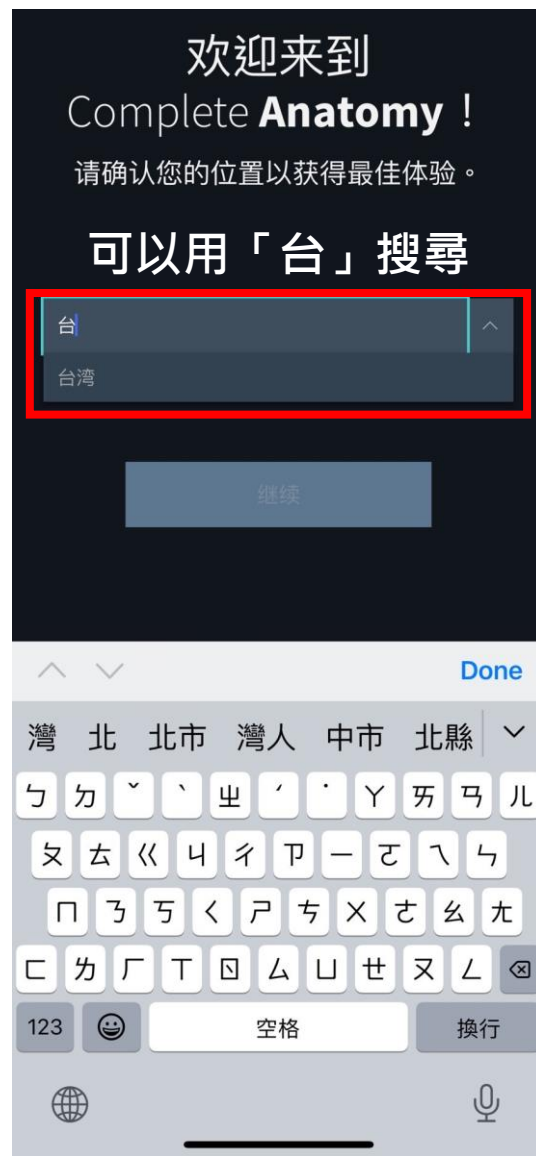 欢迎来到
Complete Anatomy！
请确认您的位置以获得最佳体验。
可以用「台」搜尋
台
台湾
继续
Done
灣 北 北市 灣人 中市 北縣
ㄅ ㄉ ˇ ˋ ㄓ ˊ ˙ ㄚ ㄞ ㄢ ㄦ
ㄆ ㄊ ㄍ ㄐ ㄔ ㄗ ㄧ ㄛ ㄟ ㄣ
ㄇ ㄋ ㄎ ㄑ ㄕ ㄘ ㄨ ㄜ ㄠ ㄤ
ㄈ ㄌ ㄏ ㄒ ㄖ ㄙ ㄩ ㄝ ㄡ ㄥ
123 空格 換行